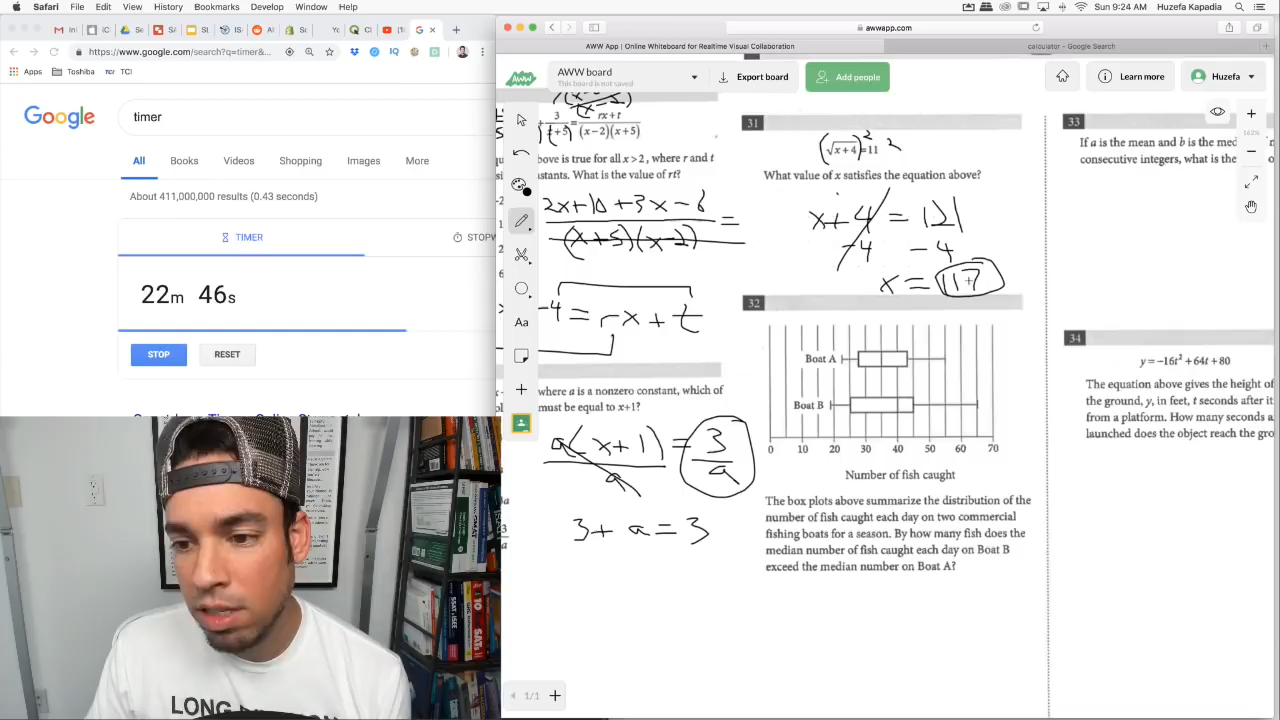 Safari File Edit View History Bookmarks Develop Window Help
Sun 9:24 AM Huzefa Kapadia
https://www.google.com/search?q=timer&...
Apps Toshiba TCI TCI
Google
timer
All Books Videos Shopping Images More
About 411,000,000 results (0.43 seconds)
TIMER
22m 46s
STOP RESET
awwapp.com
AWW App | Online Whiteboard for Realtime Visual Collaboration
calculator - Google Search
AWW board
This board is not saved
Export board
Add people
Learn more
Huzefa
162%
Aa
1/1
3 rx+t
(x−2)(x+5)
above is true for all x>2, where r and t
What is the value of rt?
2x+10+3x−6 =
(x+5)(x−2)
−4 = rx+t
where a is a nonzero constant, which of
must be equal to x+1?
a(x+1) = 3
a a
3+a=3
31
(√x+4)²=11 2
What value of x satisfies the equation above?
x+4 = 121
−4 −4
x = 117
32
Boat A
Boat B
0 10 20 30 40 50 60 70
Number of fish caught
The box plots above summarize the distribution of the
number of fish caught each day on two commercial
fishing boats for a season. By how many fish does the
median number of fish caught each day on Boat B
exceed the median number on Boat A?
33
If a is the mean and b is the
consecutive integers, what is the
34
y=−16t²+64t+80
The equation above gives the height of
the ground, y, in feet, t seconds after it
from a platform. How many seconds a
launched does the object reach the gro